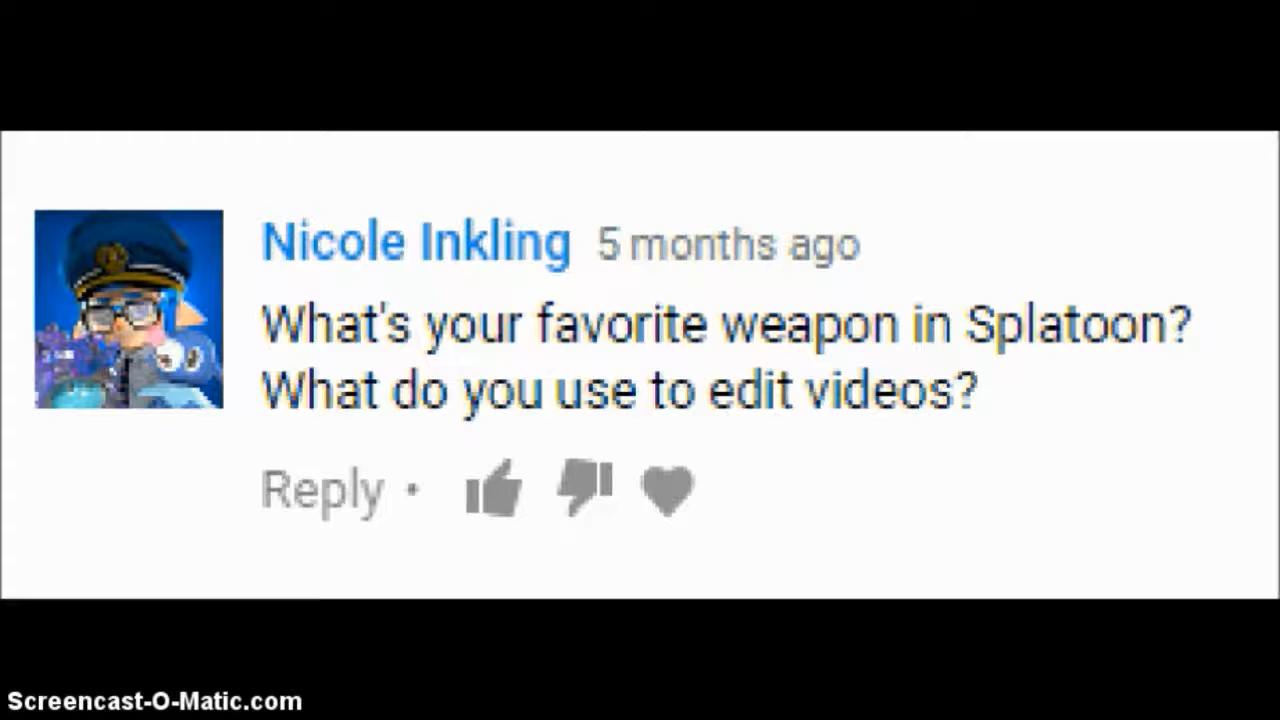 Nicole Inkling 5 months ago
What's your favorite weapon in Splatoon?
What do you use to edit videos?
Reply •
Screencast-O-Matic.com